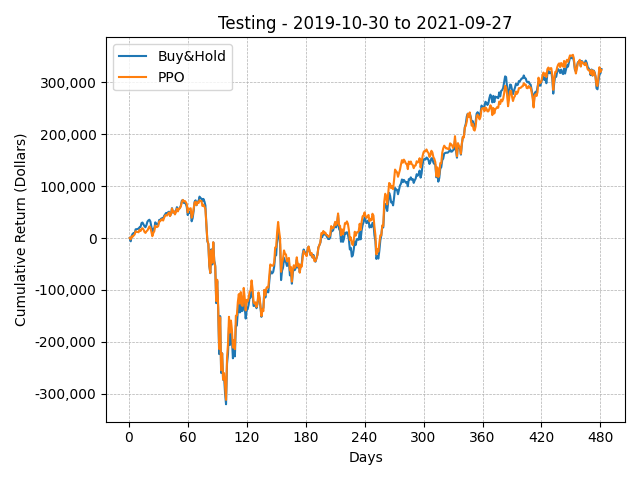 Testing - 2019-10-30 to 2021-09-27
Buy&Hold
PPO
Cumulative Return (Dollars)
300,000
200,000
100,000
0
-100,000
-200,000
-300,000
0 60 120 180 240 300 360 420 480
Days